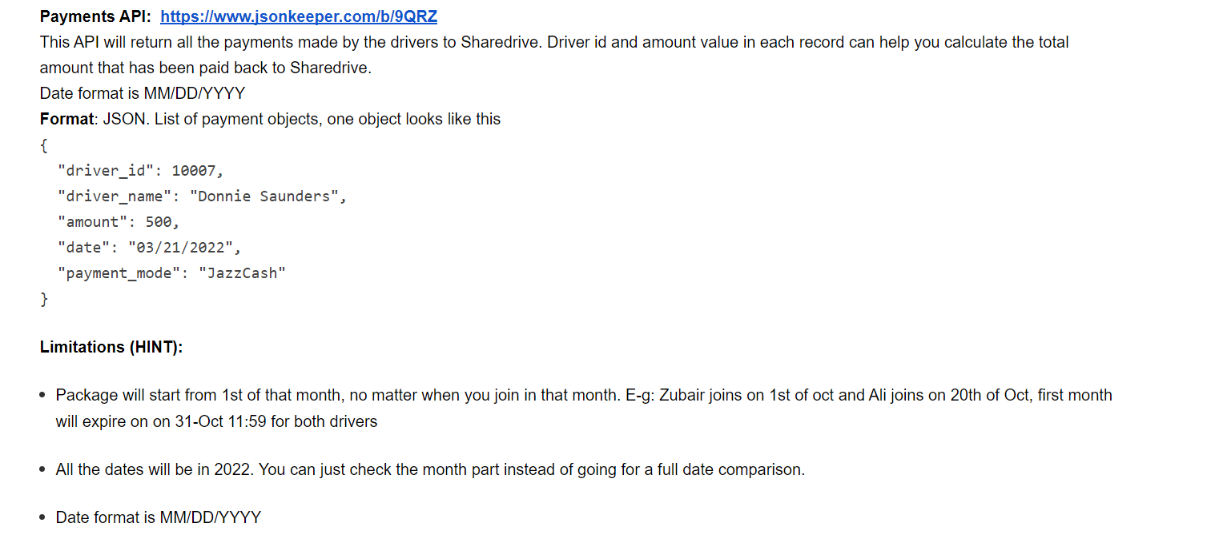 Payments API: https://www.jsonkeeper.com/b/9QRZ
This API will return all the payments made by the drivers to Sharedrive. Driver id and amount value in each record can help you calculate the total
amount that has been paid back to Sharedrive.
Date format is MM/DD/YYYY
Format: JSON. List of payment objects, one object looks like this
{
"driver_id": 10007,
"driver_name": "Donnie Saunders",
"amount": 500,
"date": "03/21/2022",
"payment_mode": "JazzCash"
}
Limitations (HINT):
• Package will start from 1st of that month, no matter when you join in that month. E-g: Zubair joins on 1st of oct and Ali joins on 20th of Oct, first month
will expire on on 31-Oct 11:59 for both drivers
• All the dates will be in 2022. You can just check the month part instead of going for a full date comparison.
• Date format is MM/DD/YYYY